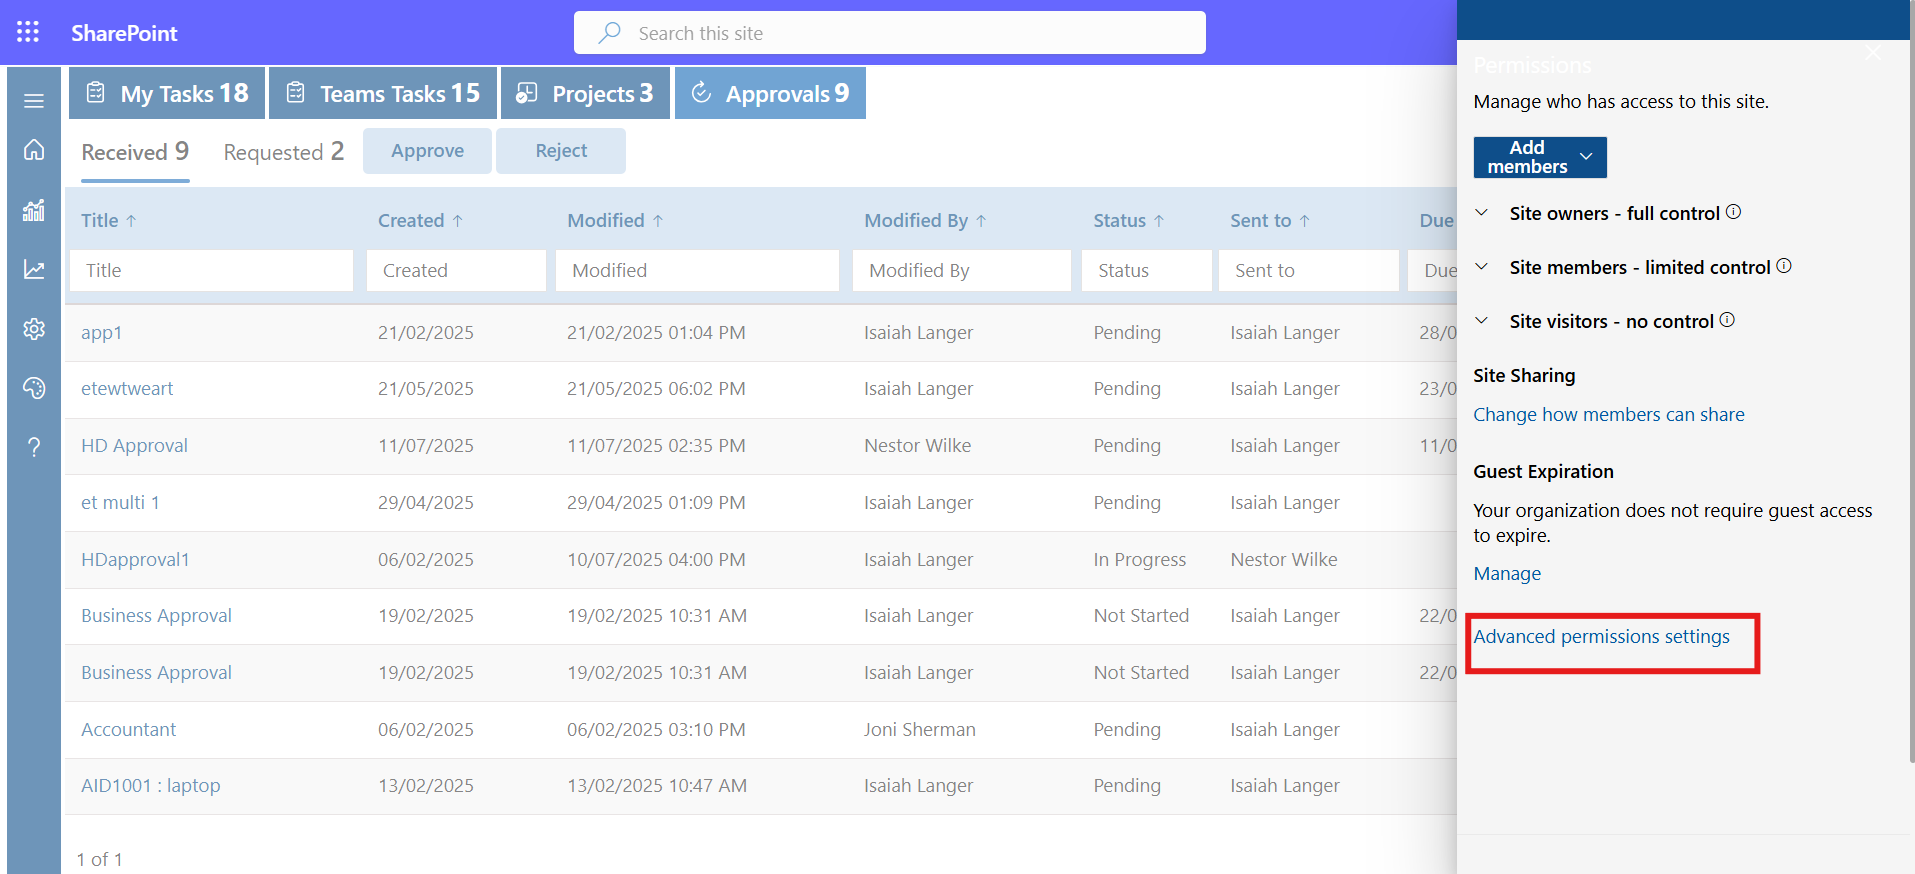 SharePoint
Search this site
My Tasks 18
Teams Tasks 15
Projects 3
Approvals 9
Received 9
Requested 2
Approve
Reject
Title ↑ Created ↑ Modified ↑ Modified By ↑ Status ↑ Sent to ↑ Due
Title Created Modified Modified By Status Sent to Due
app1 21/02/2025 21/02/2025 01:04 PM Isaiah Langer Pending Isaiah Langer 28/0
etewtweart 21/05/2025 21/05/2025 06:02 PM Isaiah Langer Pending Isaiah Langer 23/0
HD Approval 11/07/2025 11/07/2025 02:35 PM Nestor Wilke Pending Isaiah Langer 11/0
et multi 1 29/04/2025 29/04/2025 01:09 PM Isaiah Langer Pending Isaiah Langer
HDapproval1 06/02/2025 10/07/2025 04:00 PM Isaiah Langer In Progress Nestor Wilke
Business Approval 19/02/2025 19/02/2025 10:31 AM Isaiah Langer Not Started Isaiah Langer 22/0
Business Approval 19/02/2025 19/02/2025 10:31 AM Isaiah Langer Not Started Isaiah Langer 22/0
Accountant 06/02/2025 06/02/2025 03:10 PM Joni Sherman Pending Isaiah Langer
AID1001 : laptop 13/02/2025 13/02/2025 10:47 AM Isaiah Langer Pending Isaiah Langer
1 of 1
Permissions
Manage who has access to this site.
Add
members
Site owners - full control
Site members - limited control
Site visitors - no control
Site Sharing
Change how members can share
Guest Expiration
Your organization does not require guest access
to expire.
Manage
Advanced permissions settings